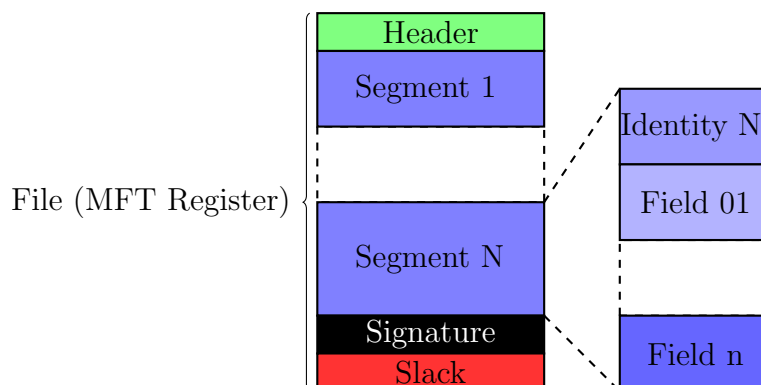 Header
Segment 1
Identity N
File (MFT Register)
Field 01
Segment N
Signature
Field n
Slack